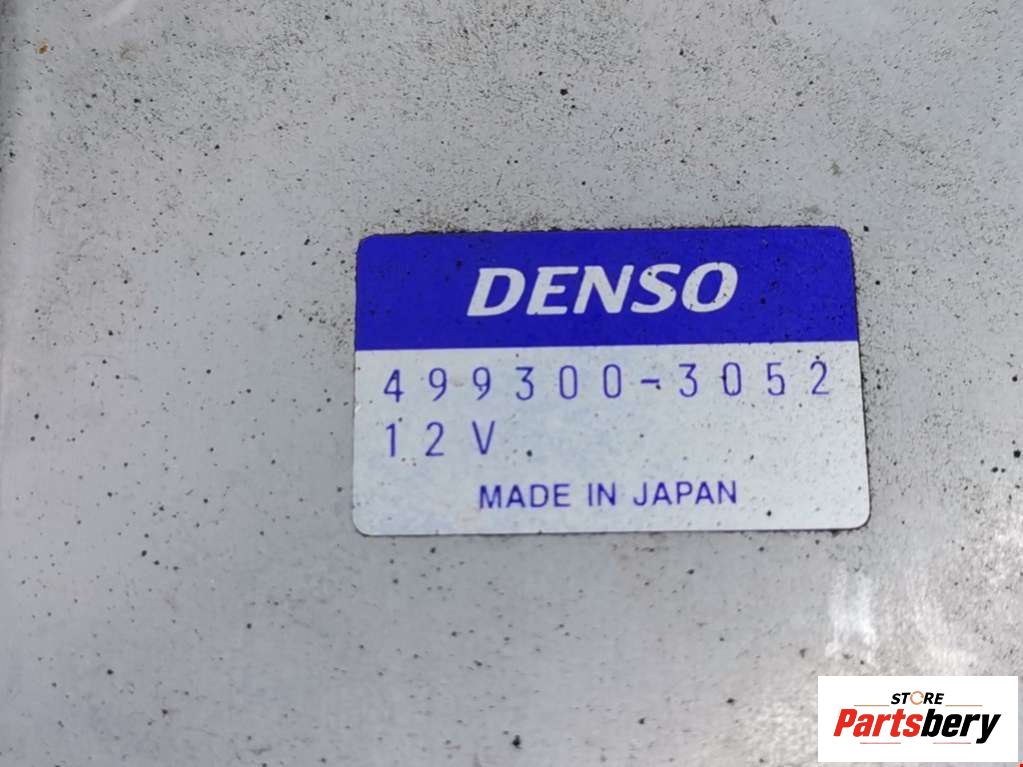 DENSO
499300-3052
12V
MADE IN JAPAN
STORE
Partsbery